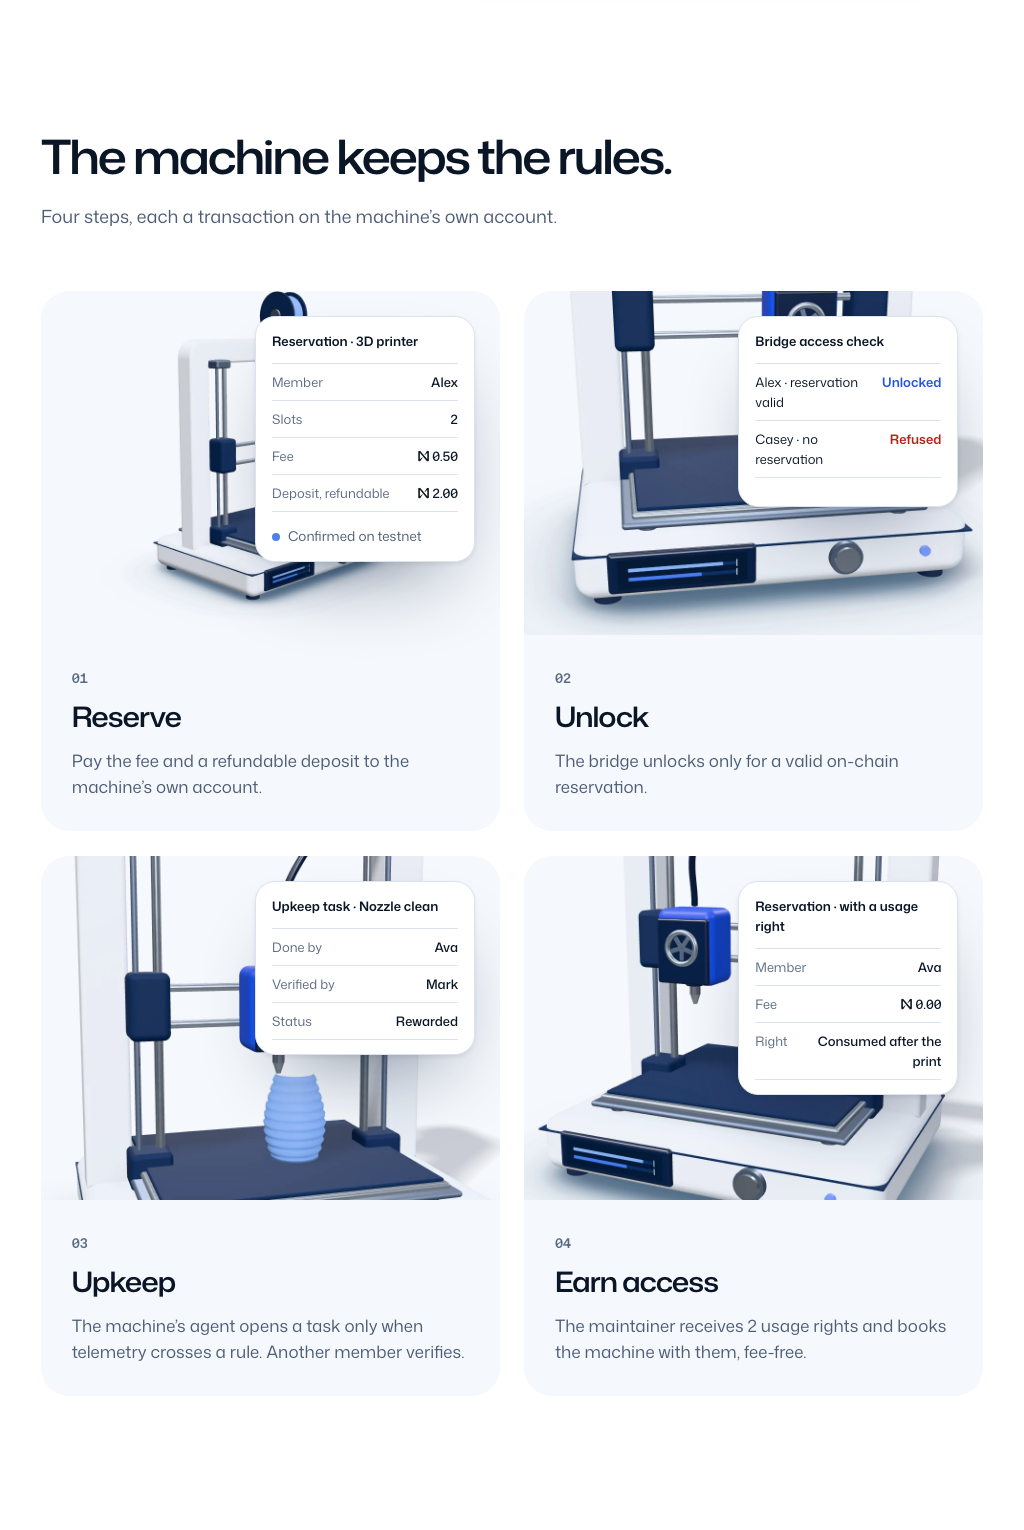 The machine keeps the rules.
Four steps, each a transaction on the machine’s own account.
Reservation · 3D printer
Member Alex
Slots 2
Fee N 0.50
Deposit, refundable N 2.00
Confirmed on testnet
01
Reserve
Pay the fee and a refundable deposit to the
machine’s own account.
Bridge access check
Alex · reservation Unlocked
valid
Casey · no Refused
reservation
02
Unlock
The bridge unlocks only for a valid on-chain
reservation.
Upkeep task · Nozzle clean
Done by Ava
Verified by Mark
Status Rewarded
03
Upkeep
The machine’s agent opens a task only when
telemetry crosses a rule. Another member verifies.
Reservation · with a usage
right
Member Ava
Fee N 0.00
Right Consumed after the
print
04
Earn access
The maintainer receives 2 usage rights and books
the machine with them, fee-free.